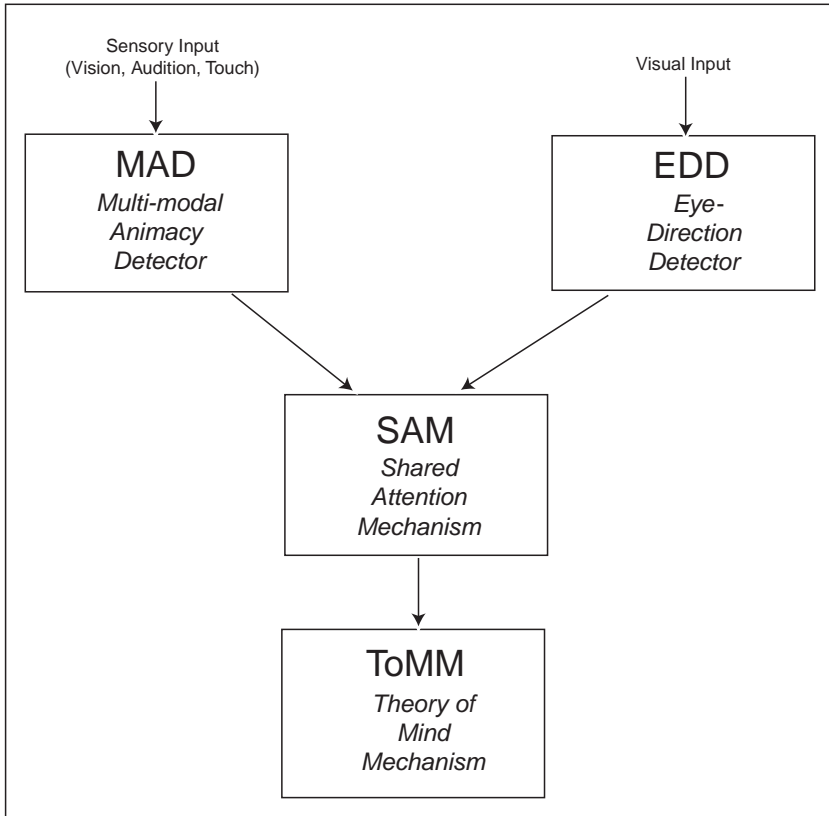 Sensory Input
(Vision, Audition, Touch)
Visual Input
MAD
Multi-modal
Animacy
Detector
EDD
Eye-
Direction
Detector
SAM
Shared
Attention
Mechanism
ToMM
Theory of
Mind
Mechanism